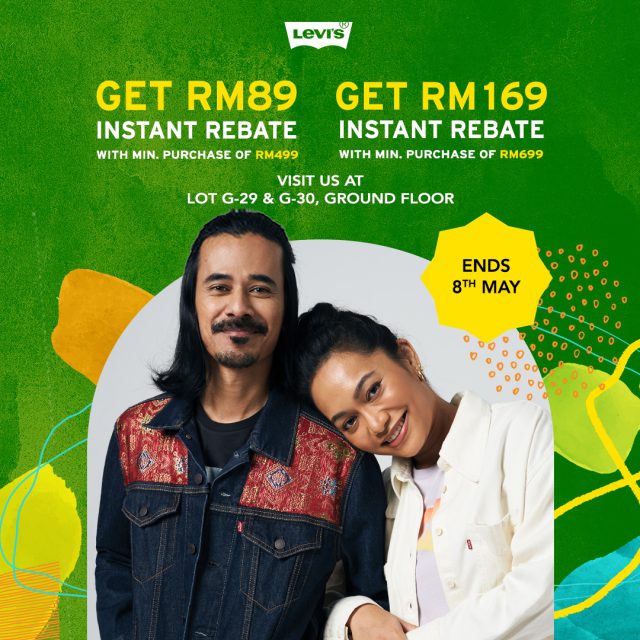 LEVI'S®
GET RM89
INSTANT REBATE
WITH MIN. PURCHASE OF RM499
GET RM169
INSTANT REBATE
WITH MIN. PURCHASE OF RM699
VISIT US AT
LOT G-29 & G-30, GROUND FLOOR
ENDS
8TH MAY